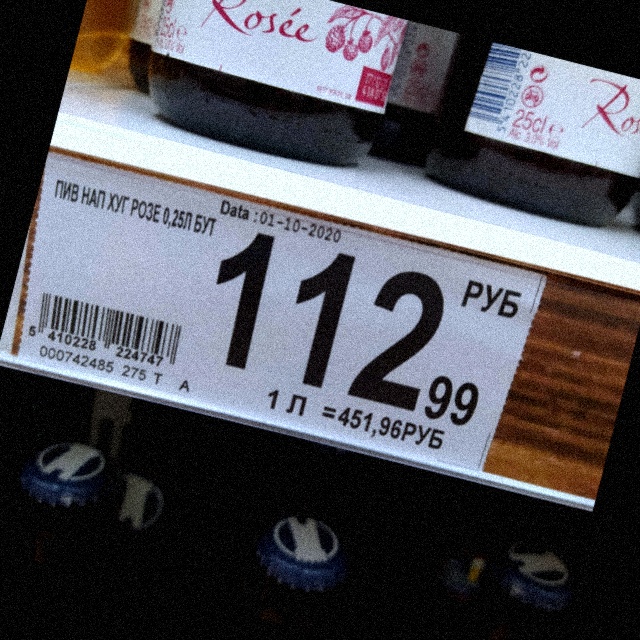 Rosée
25cl
ПИВ НАП ХУГ РОЗЕ 0,25Л БУТ
Data :01-10-2020
112 99 РУБ
5 410228 224747
000742485 275 Т А
1 Л =451,96РУБ